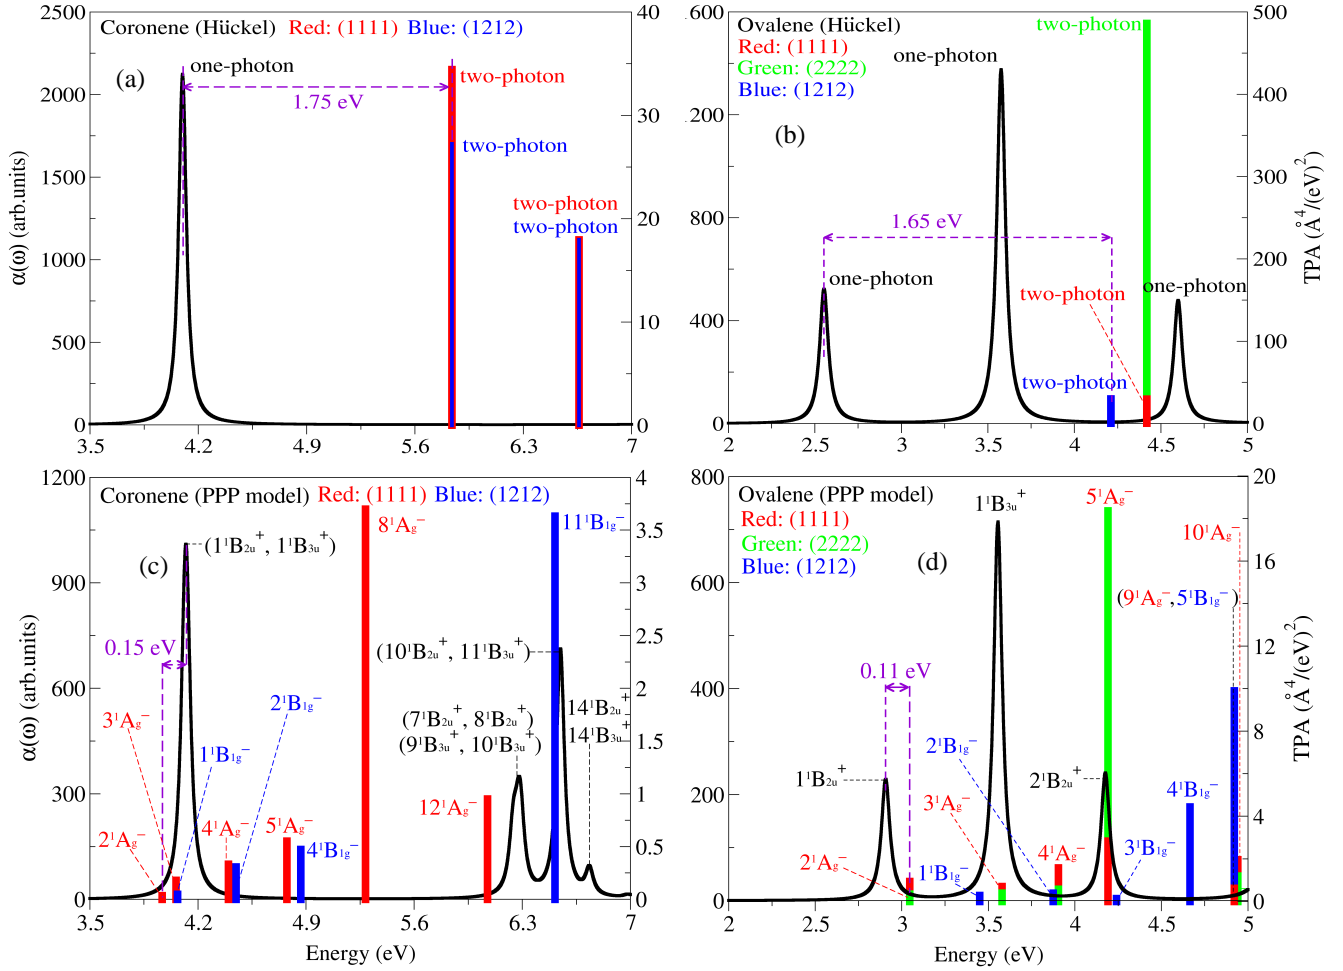 Coronene (Hückel) Red: (1111) Blue: (1212)
(a)
one-photon
two-photon
1.75 eV
two-photon
two-photon
two-photon
2500
2000
1500
1000
500
0
40
30
20
10
0
3.5 4.2 4.9 5.6 6.3 7
α(ω) (arb.units)
Ovalene (Hückel)
Red: (1111)
Green: (2222)
Blue: (1212)
(b)
two-photon
one-photon
1.65 eV
one-photon
two-photon
one-photon
two-photon
1600
1200
800
400
0
500
400
300
200
100
0
2 2.5 3 3.5 4 4.5 5
TPA (Å⁴/(eV)²)
Coronene (PPP model) Red: (1111) Blue: (1212)
(1¹B₂ᵤ⁺, 1¹B₃ᵤ⁺)
8¹Ag⁻
11¹B₁g⁻
(c)
0.15 eV
(10¹B₂ᵤ⁺, 11¹B₃ᵤ⁺)
3¹Ag⁻
2¹B₁g⁻
(7¹B₂ᵤ⁺, 8¹B₂ᵤ⁺)
(9¹B₃ᵤ⁺, 10¹B₃ᵤ⁺)
14¹B₂ᵤ⁺
14¹B₃ᵤ⁺
1¹B₁g⁻
12¹Ag⁻
2¹Ag⁻
4¹Ag⁻
5¹Ag⁻
4¹B₁g⁻
1200
900
600
300
0
4
3.5
3
2.5
2
1.5
1
0.5
0
3.5 4.2 4.9 5.6 6.3 7
Energy (eV)
α(ω) (arb.units)
Ovalene (PPP model)
Red: (1111)
Green: (2222)
Blue: (1212)
(d)
1¹B₃ᵤ⁺
5¹Ag⁻
10¹Ag⁻
(9¹Ag⁻, 5¹B₁g⁻)
0.11 eV
2¹B₁g⁻
1¹B₂ᵤ⁺
2¹B₂ᵤ⁺
4¹B₁g⁻
3¹Ag⁻
2¹Ag⁻
1¹B₁g⁻
4¹Ag⁻
3¹B₁g⁻
800
600
400
200
0
20
16
12
8
4
0
2 2.5 3 3.5 4 4.5 5
Energy (eV)
TPA (Å⁴/(eV)²)